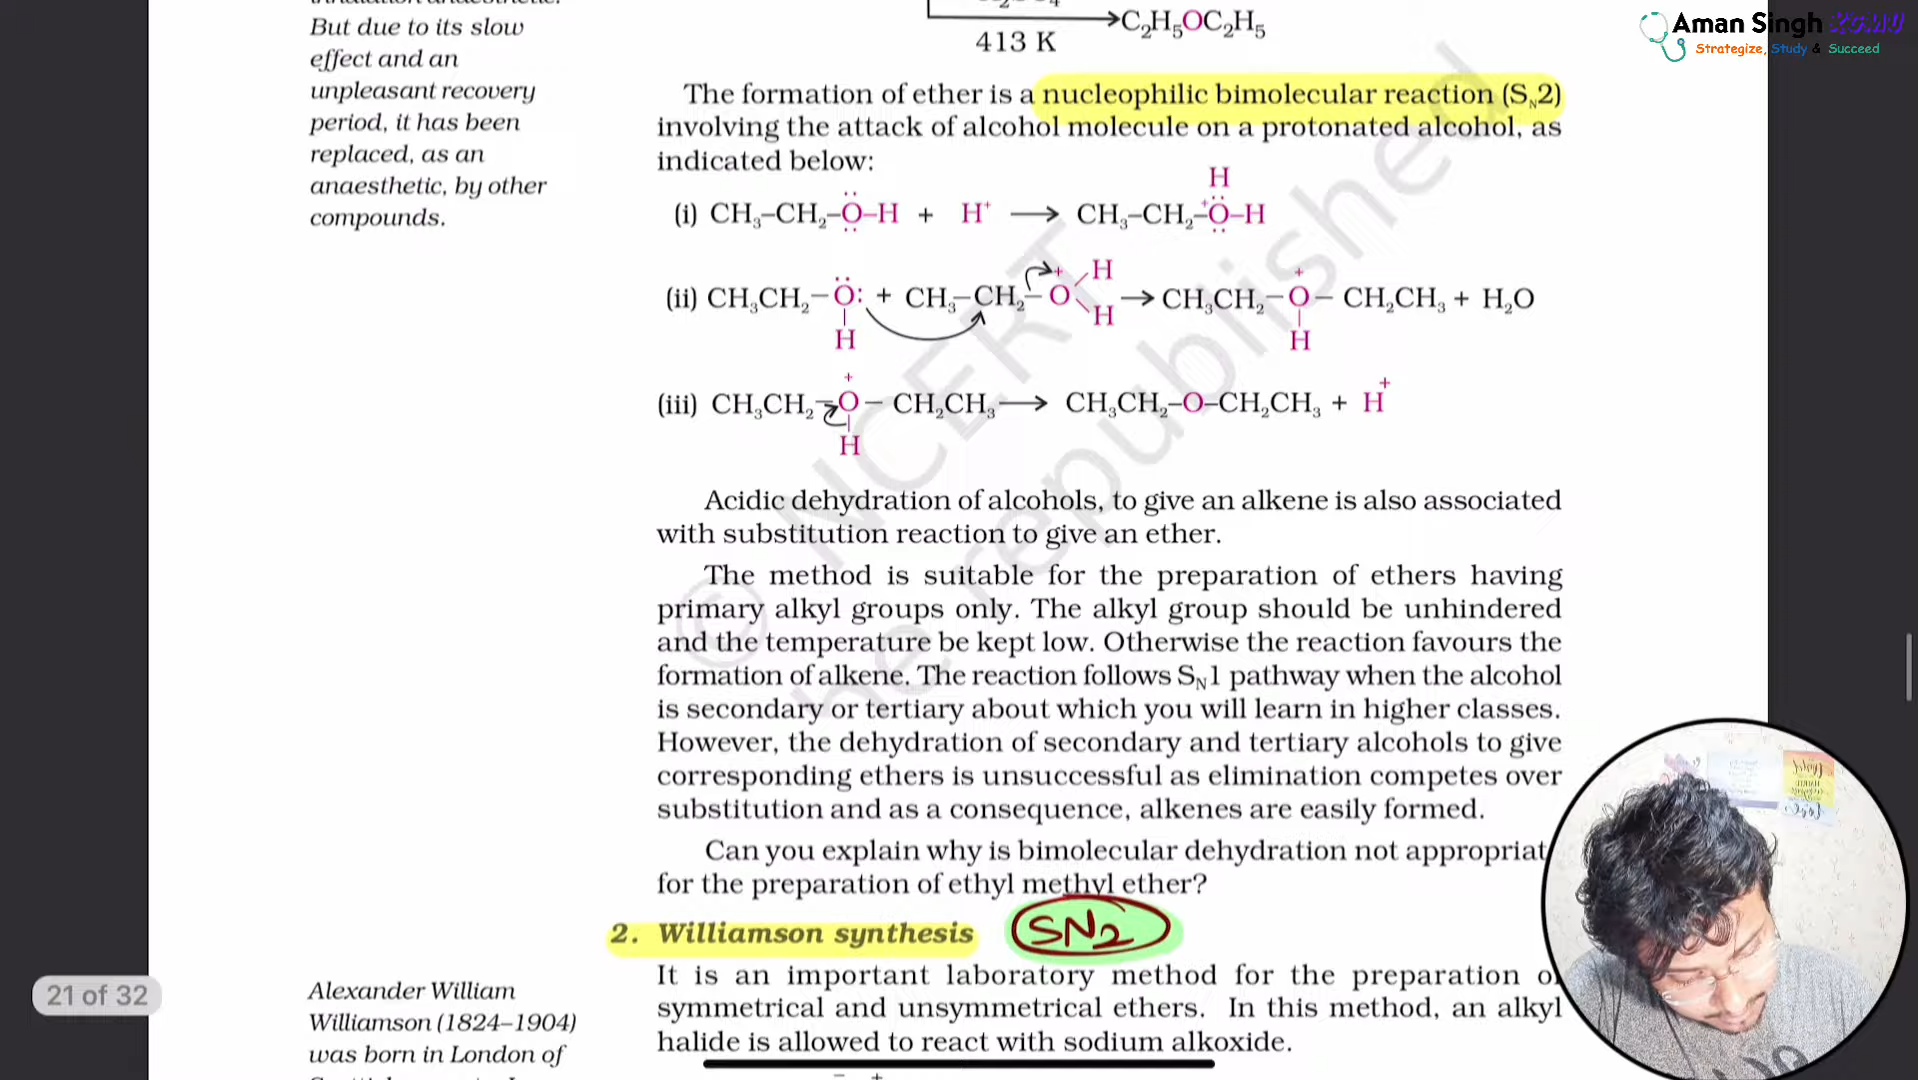 But due to its slow
effect and an
unpleasant recovery
period, it has been
replaced, as an
anaesthetic, by other
compounds.
413 K
C₂H₅OC₂H₅
The formation of ether is a nucleophilic bimolecular reaction (SN2)
involving the attack of alcohol molecule on a protonated alcohol, as
indicated below:
H
(i) CH₃–CH₂–Ö–H + H⁺ → CH₃–CH₂–⁺Ö–H
(ii) CH₃CH₂–Ö: + CH₃–CH₂–O⁺ H → CH₃CH₂–O⁺–CH₂CH₃ + H₂O
H H H
(iii) CH₃CH₂–O⁺–CH₂CH₃ → CH₃CH₂–O–CH₂CH₃ + H⁺
H
Acidic dehydration of alcohols, to give an alkene is also associated
with substitution reaction to give an ether.
The method is suitable for the preparation of ethers having
primary alkyl groups only. The alkyl group should be unhindered
and the temperature be kept low. Otherwise the reaction favours the
formation of alkene. The reaction follows SN1 pathway when the alcohol
is secondary or tertiary about which you will learn in higher classes.
However, the dehydration of secondary and tertiary alcohols to give
corresponding ethers is unsuccessful as elimination competes over
substitution and as a consequence, alkenes are easily formed.
Can you explain why is bimolecular dehydration not appropriat
for the preparation of ethyl methyl ether?
2. Williamson synthesis SN2
It is an important laboratory method for the preparation o
symmetrical and unsymmetrical ethers. In this method, an alkyl
halide is allowed to react with sodium alkoxide.
Alexander William
Williamson (1824–1904)
was born in London of
21 of 32
© NCERT
be republished
Aman Singh KGMU
Strategize, Study & Succeed